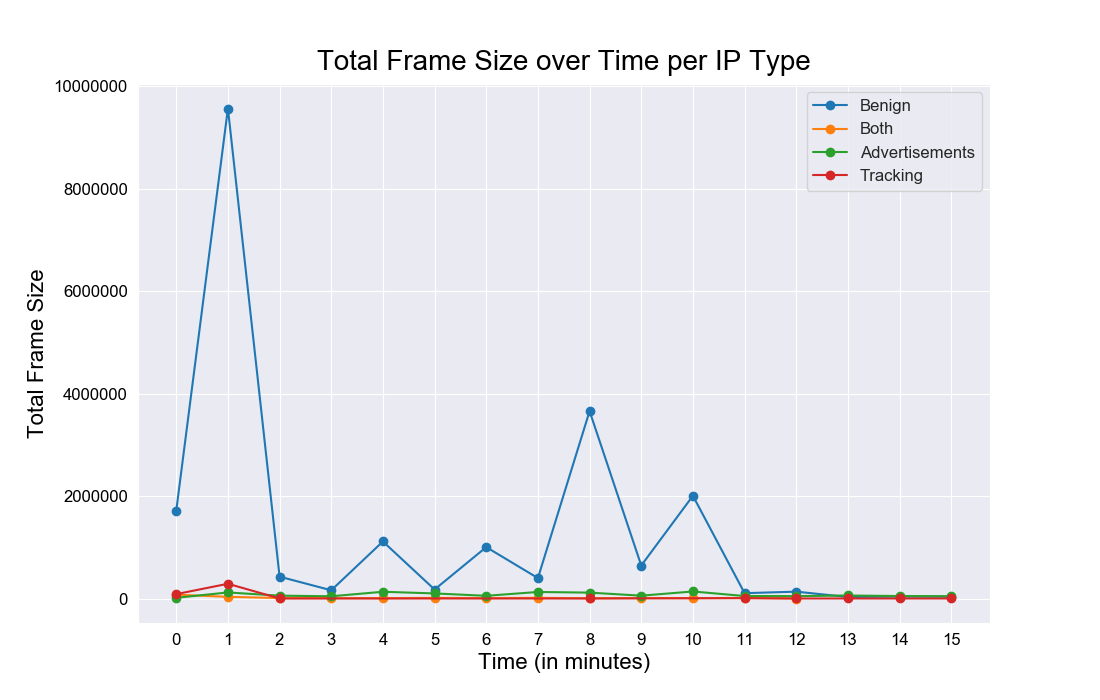 Total Frame Size over Time per IP Type
10000000
8000000
6000000
4000000
2000000
0
Total Frame Size
Benign
Both
Advertisements
Tracking
0 1 2 3 4 5 6 7 8 9 10 11 12 13 14 15
Time (in minutes)